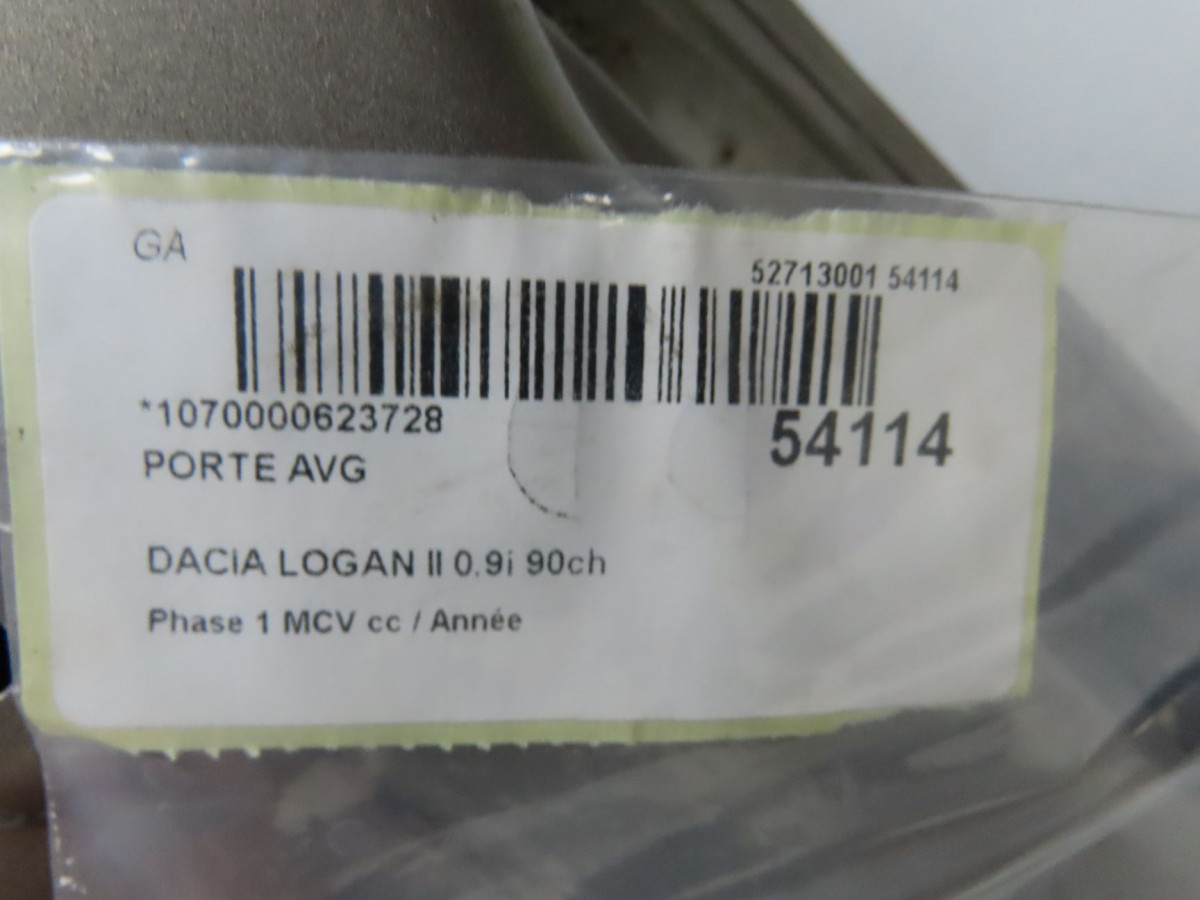 GA
52713001 54114
*1070000623728
54114
PORTE AVG
DACIA LOGAN II 0.9i 90ch
Phase 1 MCV cc / Année